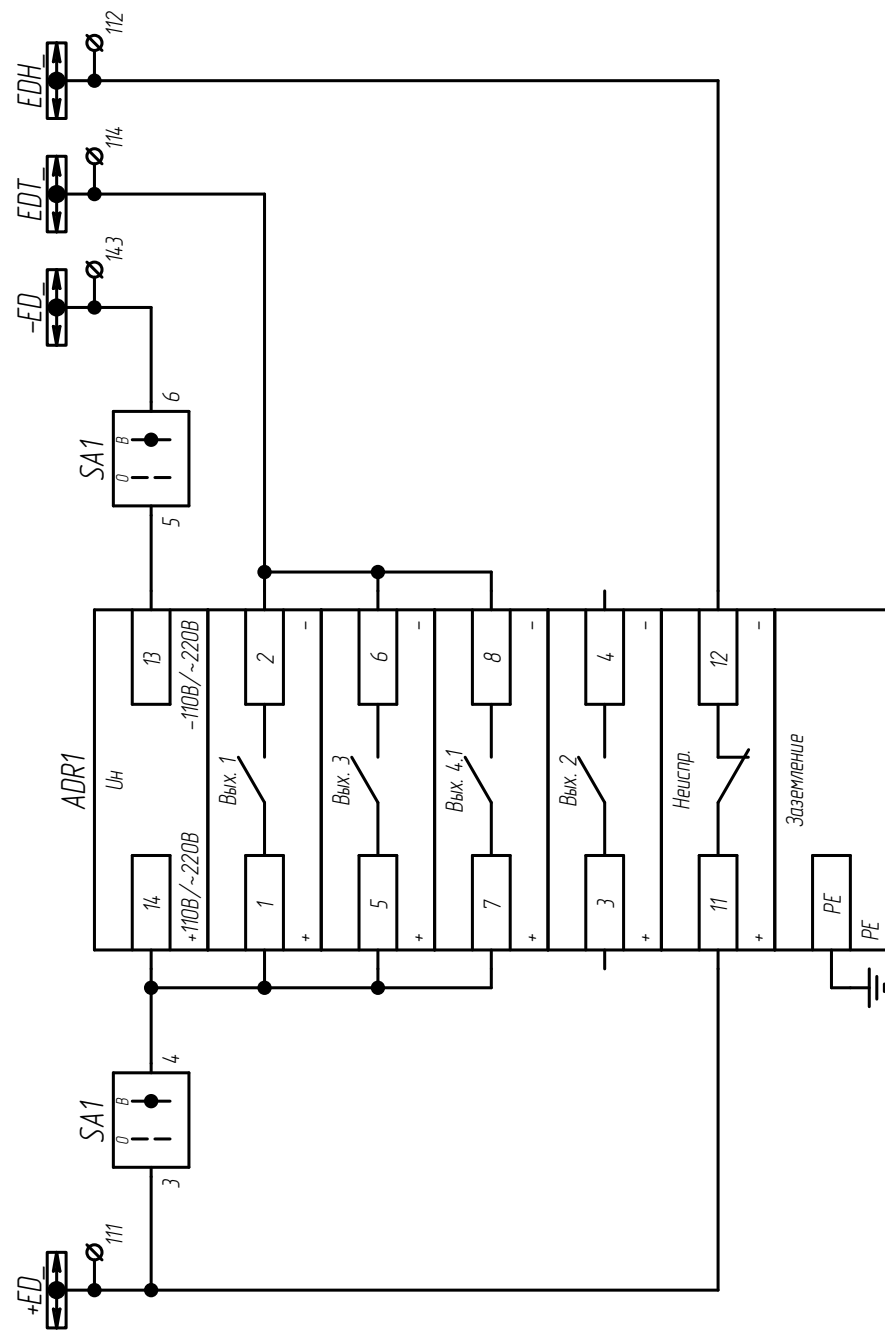 +ED_
-ED_
EDT_
EDH_
ADR1
SA1
SA1
111
Uн
143
114
112
О В
О В
14
13
3
4
5
6
+110В/~220В
-110В/~220В
Вых. 1
1
2
+
-
Вых. 3
5
6
+
-
Вых. 4.1
7
8
+
-
Вых. 2
3
4
+
-
Неиспр.
11
12
+
-
Заземление
PE
PE